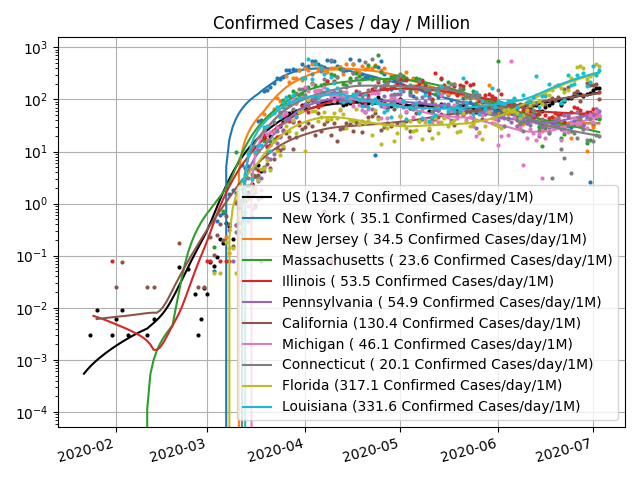 Confirmed Cases / day / Million
10³
10²
10¹
10⁰
10⁻¹
10⁻²
10⁻³
10⁻⁴
US (134.7 Confirmed Cases/day/1M)
New York ( 35.1 Confirmed Cases/day/1M)
New Jersey ( 34.5 Confirmed Cases/day/1M)
Massachusetts ( 23.6 Confirmed Cases/day/1M)
Illinois ( 53.5 Confirmed Cases/day/1M)
Pennsylvania ( 54.9 Confirmed Cases/day/1M)
California (130.4 Confirmed Cases/day/1M)
Michigan ( 46.1 Confirmed Cases/day/1M)
Connecticut ( 20.1 Confirmed Cases/day/1M)
Florida (317.1 Confirmed Cases/day/1M)
Louisiana (331.6 Confirmed Cases/day/1M)
2020-02 2020-03 2020-04 2020-05 2020-06 2020-07